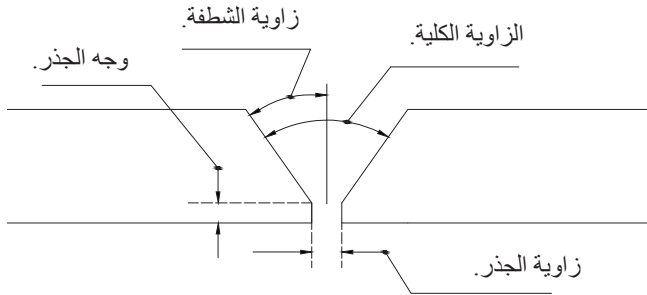 زاوية الشطفة.
الزاوية الكلية.
وجه الجذر.
زاوية الجذر.